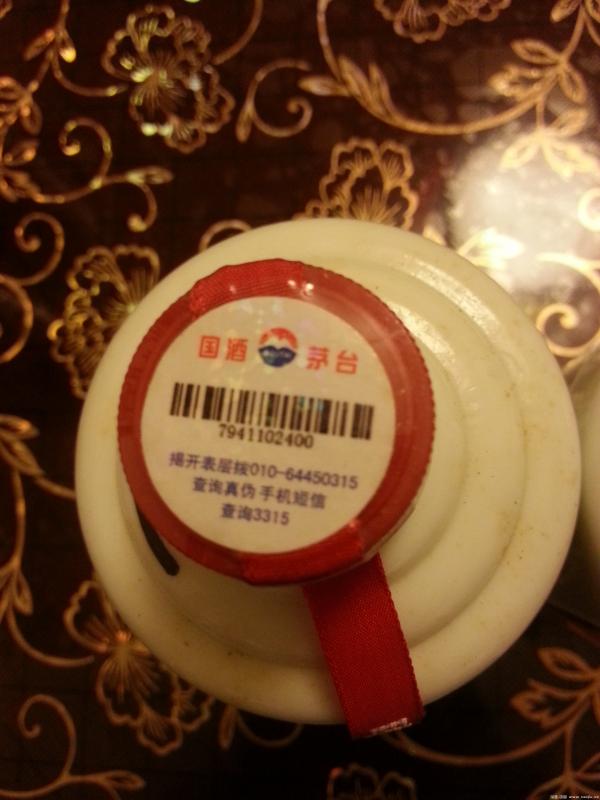 国酒 茅台
7941102400
揭开表层拨010-64450315
查询真伪 手机短信
查询3315